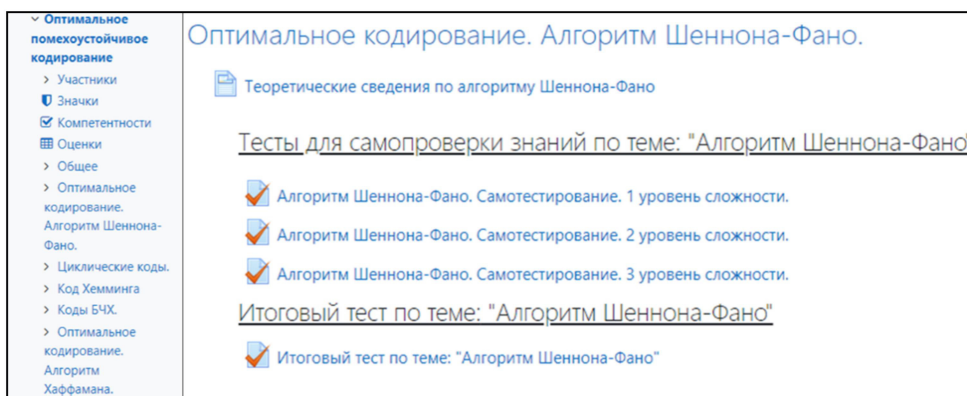 Оптимальное
помехоустойчивое
кодирование
Участники
Значки
Компетентности
Оценки
Общее
Оптимальное
кодирование.
Алгоритм Шеннона-
Фано.
Циклические коды.
Код Хемминга
Коды БЧХ.
Оптимальное
кодирование.
Алгоритм
Хаффамана.
Оптимальное кодирование. Алгоритм Шеннона-Фано.
Теоретические сведения по алгоритму Шеннона-Фано
Тесты для самопроверки знаний по теме: "Алгоритм Шеннона-Фано"
Алгоритм Шеннона-Фано. Самотестирование. 1 уровень сложности.
Алгоритм Шеннона-Фано. Самотестирование. 2 уровень сложности.
Алгоритм Шеннона-Фано. Самотестирование. 3 уровень сложности.
Итоговый тест по теме: "Алгоритм Шеннона-Фано"
Итоговый тест по теме: "Алгоритм Шеннона-Фано"